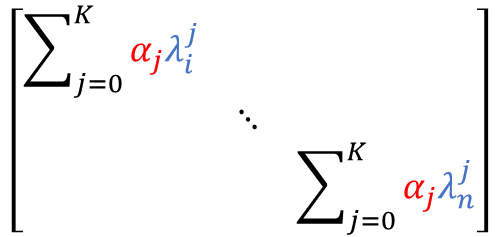 ∑_{j=0}^{K} α_j λ_i^j
⋱
∑_{j=0}^{K} α_j λ_n^j